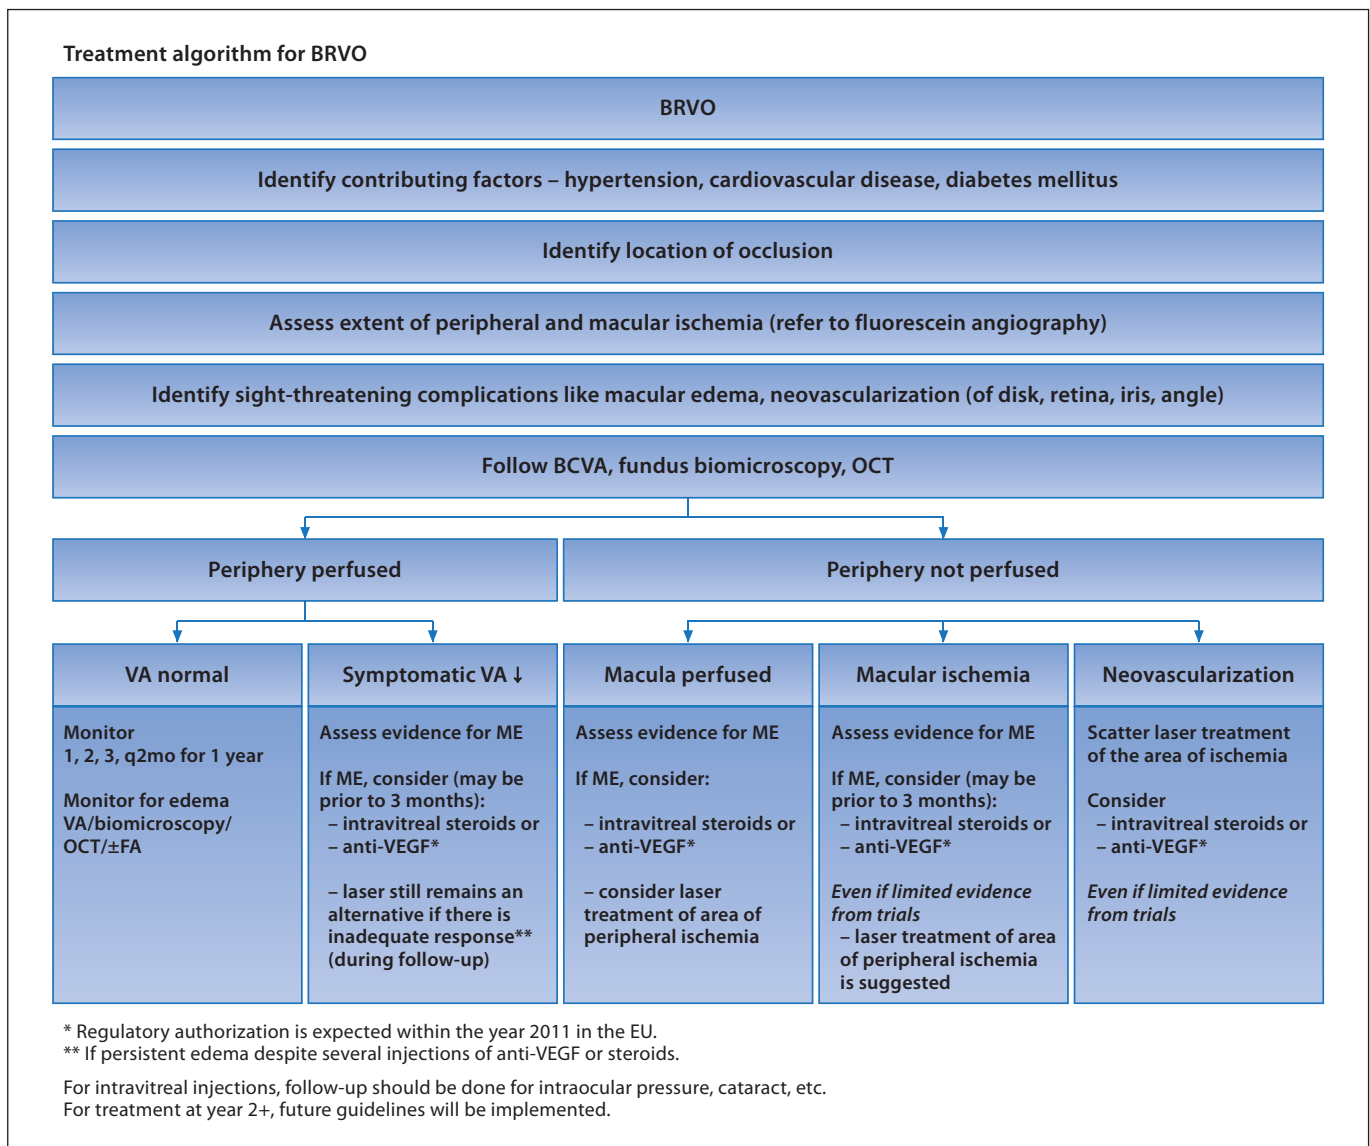 Treatment algorithm for BRVO
BRVO
Identify contributing factors – hypertension, cardiovascular disease, diabetes mellitus
Identify location of occlusion
Assess extent of peripheral and macular ischemia (refer to fluorescein angiography)
Identify sight-threatening complications like macular edema, neovascularization (of disk, retina, iris, angle)
Follow BCVA, fundus biomicroscopy, OCT
Periphery perfused
Periphery not perfused
VA normal
Monitor
1, 2, 3, q2mo for 1 year
Monitor for edema
VA/biomicroscopy/
OCT/±FA
Symptomatic VA ↓
Assess evidence for ME
If ME, consider (may be
prior to 3 months):
– intravitreal steroids or
– anti-VEGF*
– laser still remains an
alternative if there is
inadequate response**
(during follow-up)
Macula perfused
Assess evidence for ME
If ME, consider:
– intravitreal steroids or
– anti-VEGF*
– consider laser
treatment of area of
peripheral ischemia
Macular ischemia
Assess evidence for ME
If ME, consider (may be
prior to 3 months):
– intravitreal steroids or
– anti-VEGF*
Even if limited evidence
from trials
– laser treatment of area
of peripheral ischemia
is suggested
Neovascularization
Scatter laser treatment
of the area of ischemia
Consider
– intravitreal steroids or
– anti-VEGF*
Even if limited evidence
from trials
* Regulatory authorization is expected within the year 2011 in the EU.
** If persistent edema despite several injections of anti-VEGF or steroids.
For intravitreal injections, follow-up should be done for intraocular pressure, cataract, etc.
For treatment at year 2+, future guidelines will be implemented.